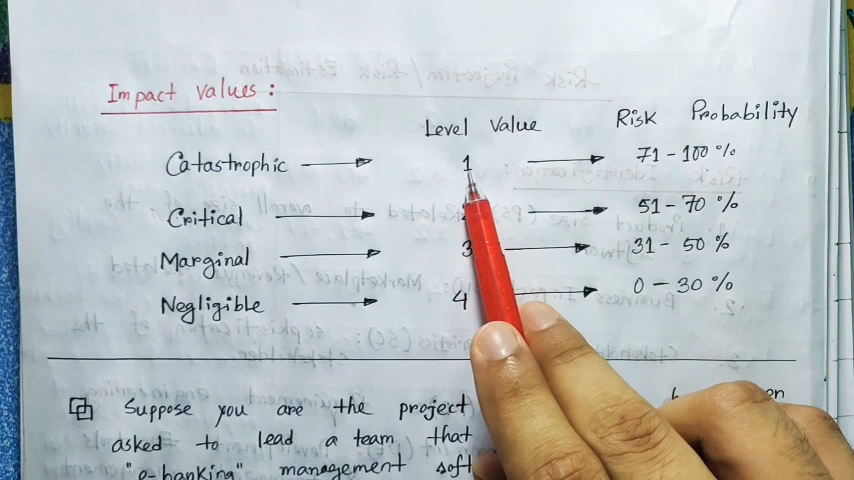 Impact values :
Level Value
Risk Probability
Catastrophic → 1 → 71 - 100 %
Critical → → 51 - 70 %
Marginal → 3 → 31 - 50 %
Negligible → 4 → 0 - 30 %
Suppose you are the project
asked to lead a team that
"e-banking" management soft